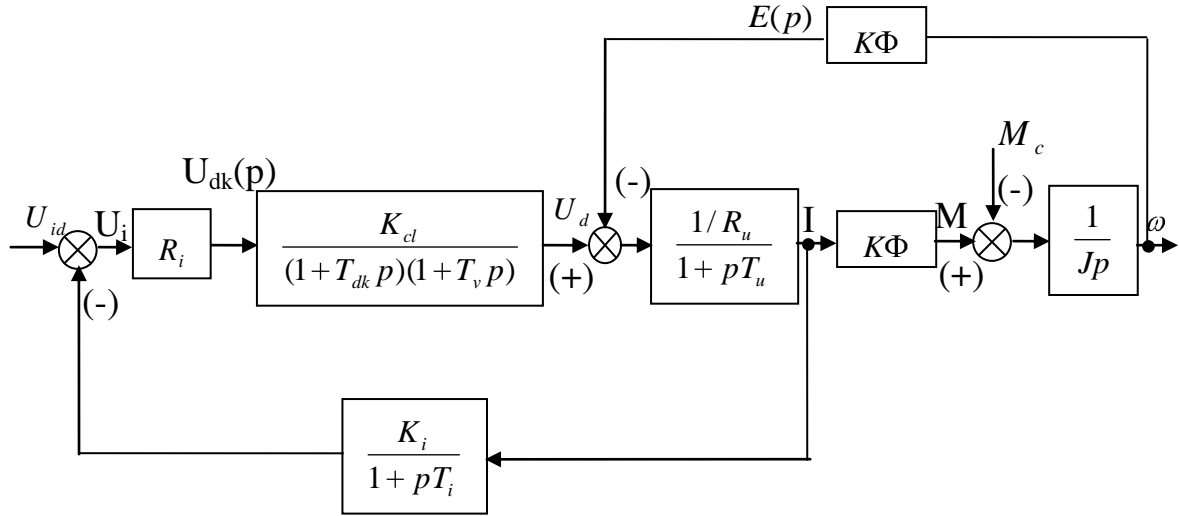 E(p)
KΦ
M_c
(-)
U_dk(p)
(-)
U_id
U_i
R_i
K_cl
(1+T_dk p)(1+T_v p)
U_d
(+)
1/R_u
1+pT_u
I
KΦ
M
(+)
1
Jp
ω
(-)
K_i
1+pT_i